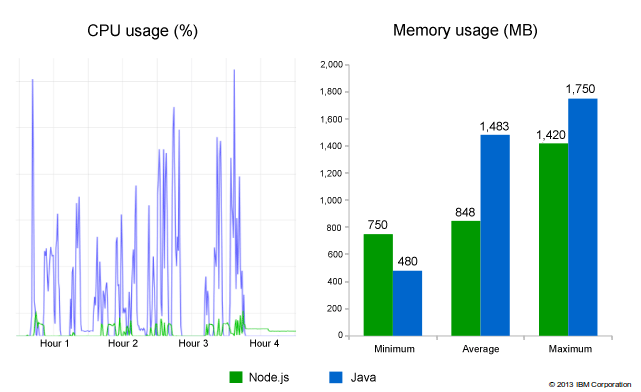 CPU usage (%)
Memory usage (MB)
2,000
1,800
1,600
1,400
1,200
1,000
800
600
400
200
0
750
480
848
1,483
1,420
1,750
Hour 1 Hour 2 Hour 3 Hour 4
Minimum Average Maximum
Node.js Java
© 2013 IBM Corporation